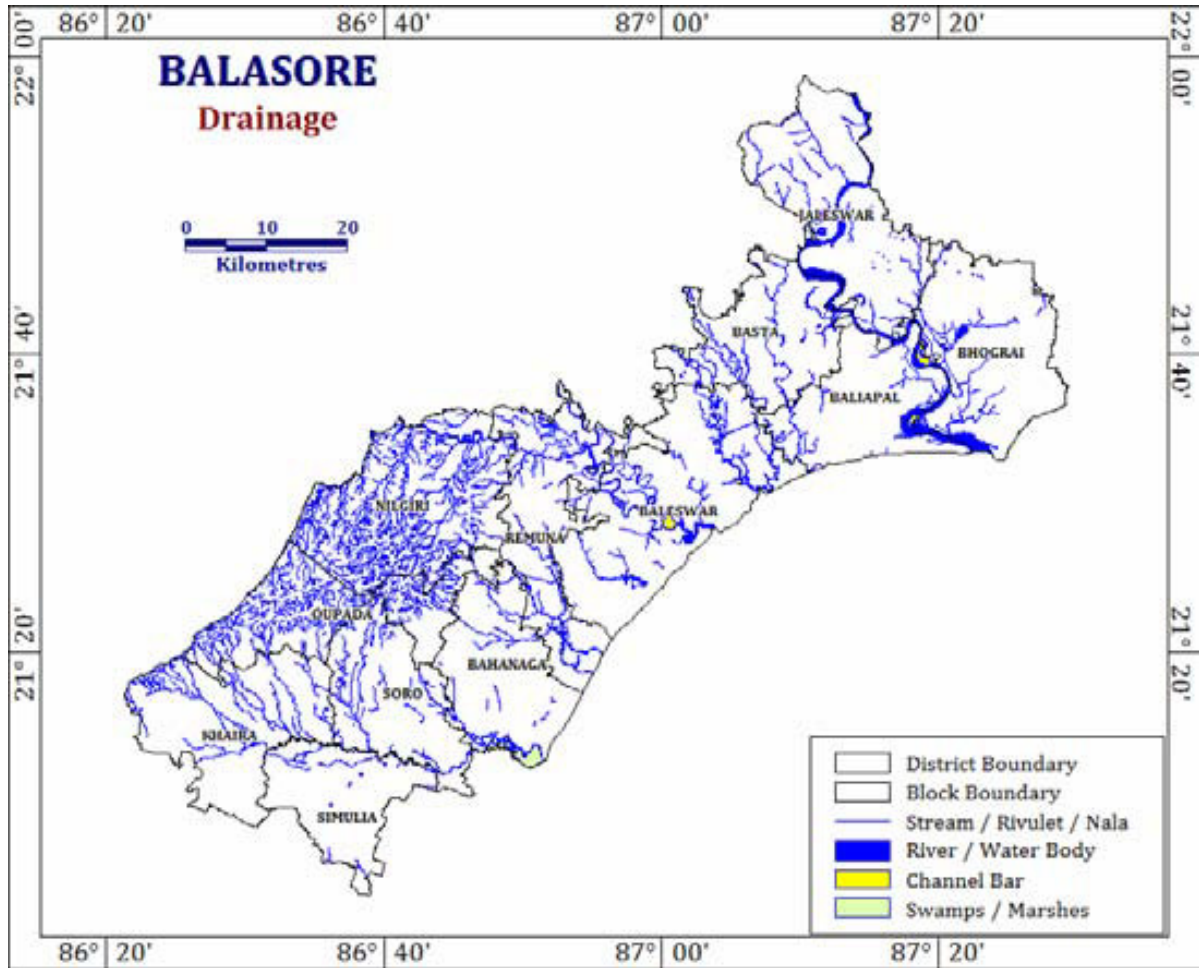 86° 20'
86° 40'
87° 00'
87° 20'
22° 00'
22° 00'
BALASORE
Drainage
0 10 20
Kilometres
JALESWAR
BASTA
BHOGRAI
BALIAPAL
21° 40'
21° 40'
NILGIRI
BALESWAR
REMUNA
OUPADA
BAHANAGA
SORO
21° 20'
21° 20'
KHAIRA
SIMULIA
District Boundary
Block Boundary
Stream / Rivulet / Nala
River / Water Body
Channel Bar
Swamps / Marshes
86° 20'
86° 40'
87° 00'
87° 20'